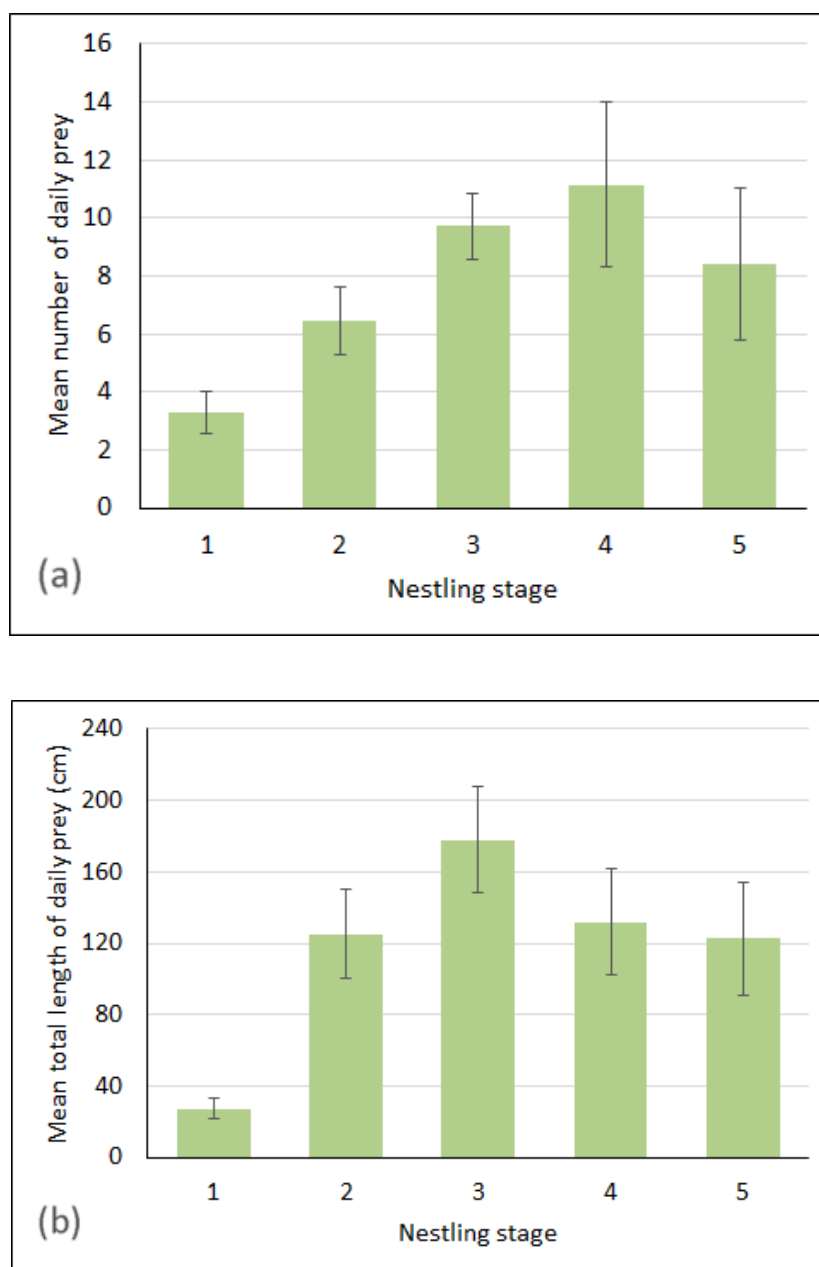 Mean number of daily prey
16
14
12
10
8
6
4
2
0
1 2 3 4 5
(a)
Nestling stage
Mean total length of daily prey (cm)
240
200
160
120
80
40
0
1 2 3 4 5
(b)
Nestling stage